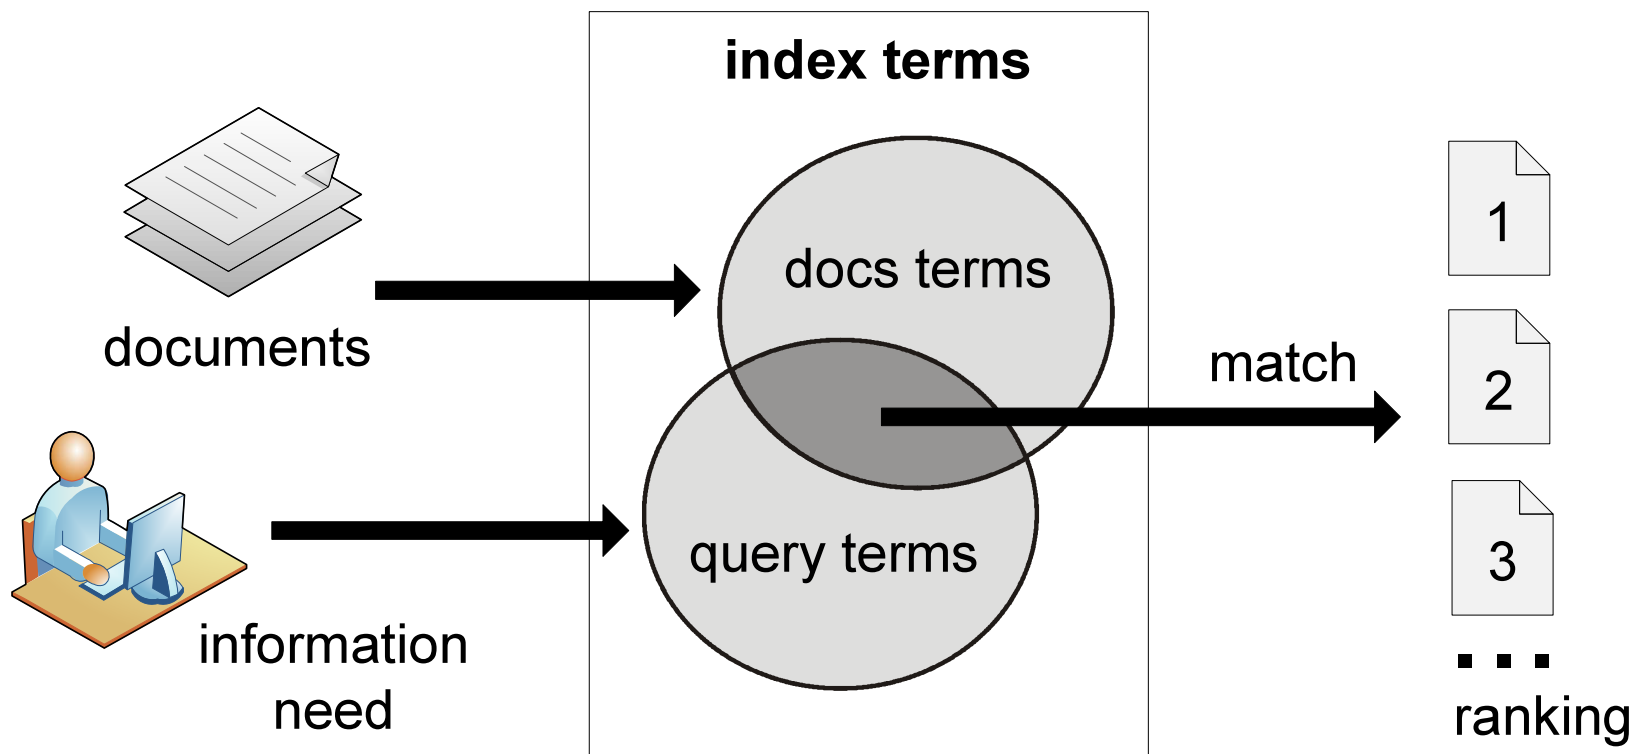 index terms
documents
docs terms
match
information
need
query terms
1
2
3
...
ranking